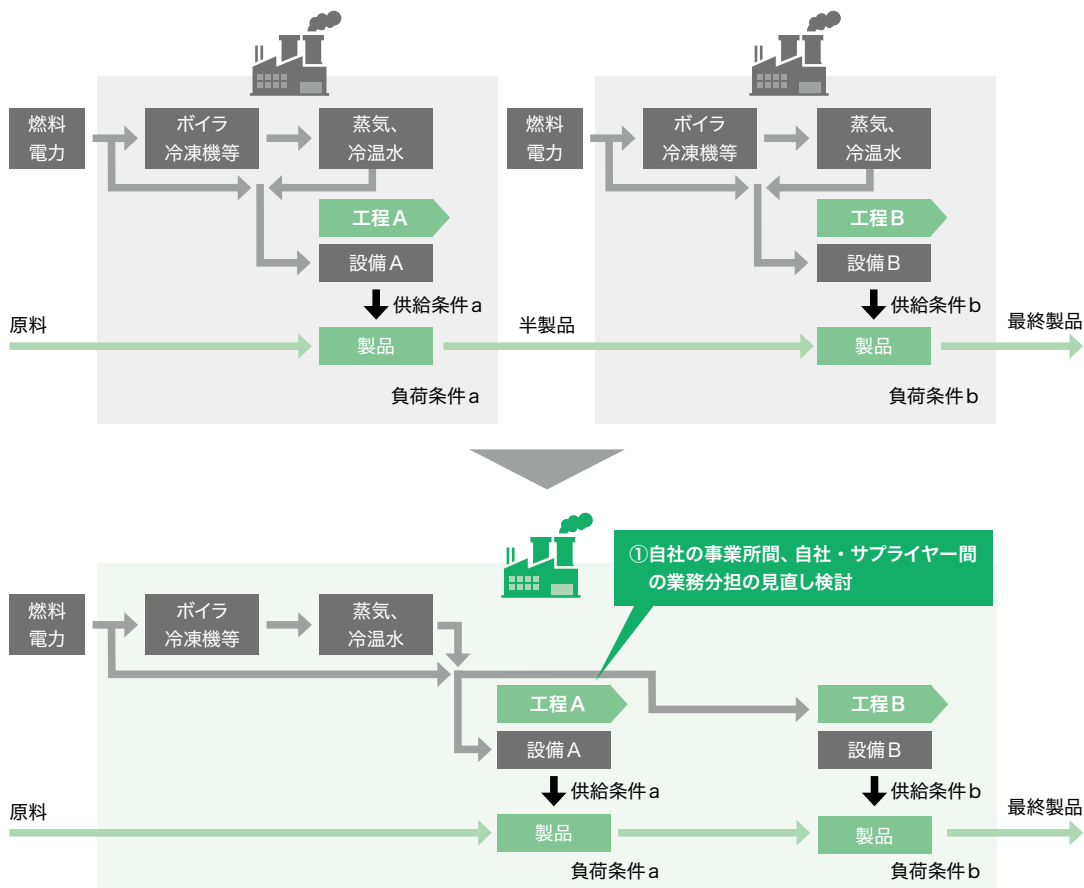 燃料
電力
ボイラ
冷凍機等
蒸気、
冷温水
工程A
設備A
供給条件a
原料
製品
負荷条件a
半製品
燃料
電力
ボイラ
冷凍機等
蒸気、
冷温水
工程B
設備B
供給条件b
製品
最終製品
負荷条件b
①自社の事業所間、自社・サプライヤー間
の業務分担の見直し検討
燃料
電力
ボイラ
冷凍機等
蒸気、
冷温水
工程A
設備A
供給条件a
工程B
設備B
供給条件b
原料
製品
負荷条件a
製品
負荷条件b
最終製品